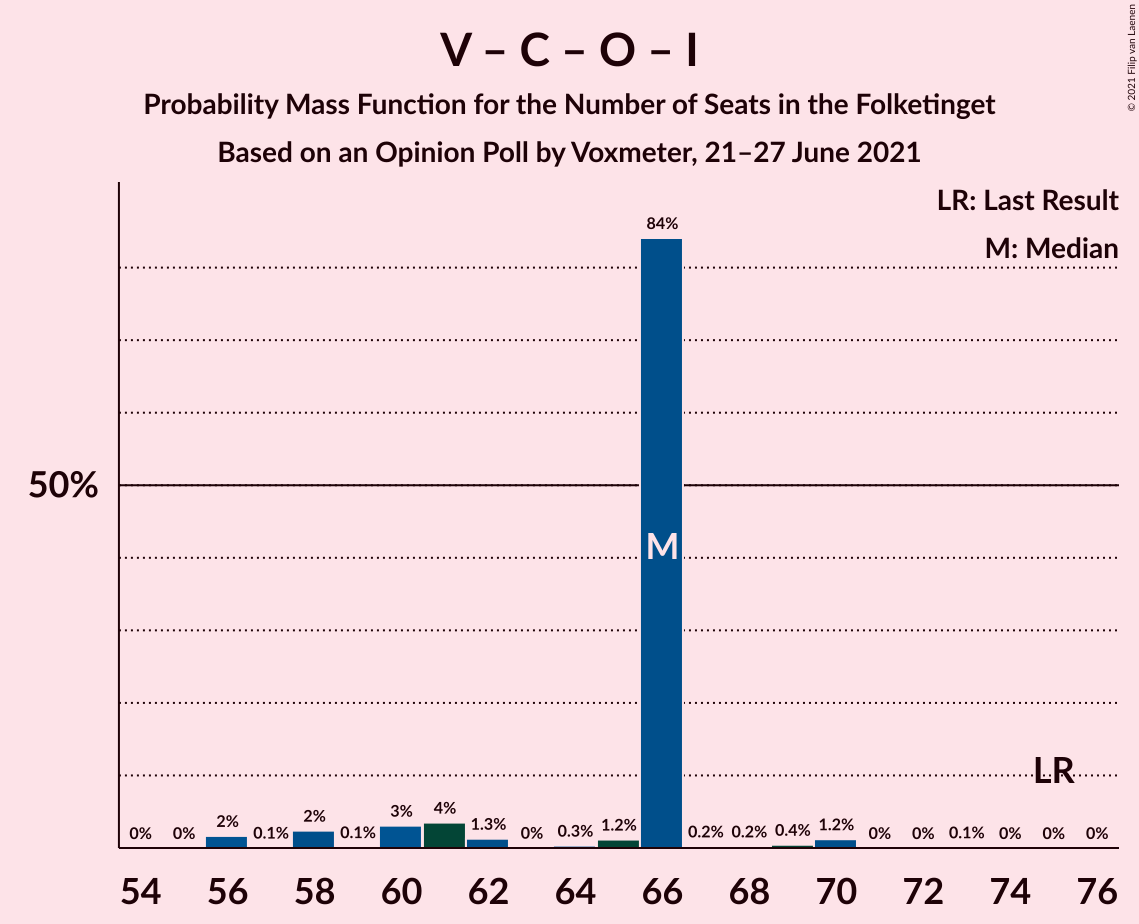 V – C – O – I
Probability Mass Function for the Number of Seats in the Folketinget
Based on an Opinion Poll by Voxmeter, 21–27 June 2021
© 2021 Filip van Laenen
LR: Last Result
M: Median
84%
50%
M
LR
0% 0% 2% 0.1% 2% 0.1% 3% 4% 1.3% 0% 0.3% 1.2% 0.2% 0.2% 0.4% 1.2% 0% 0% 0.1% 0% 0% 0%
54 56 58 60 62 64 66 68 70 72 74 76